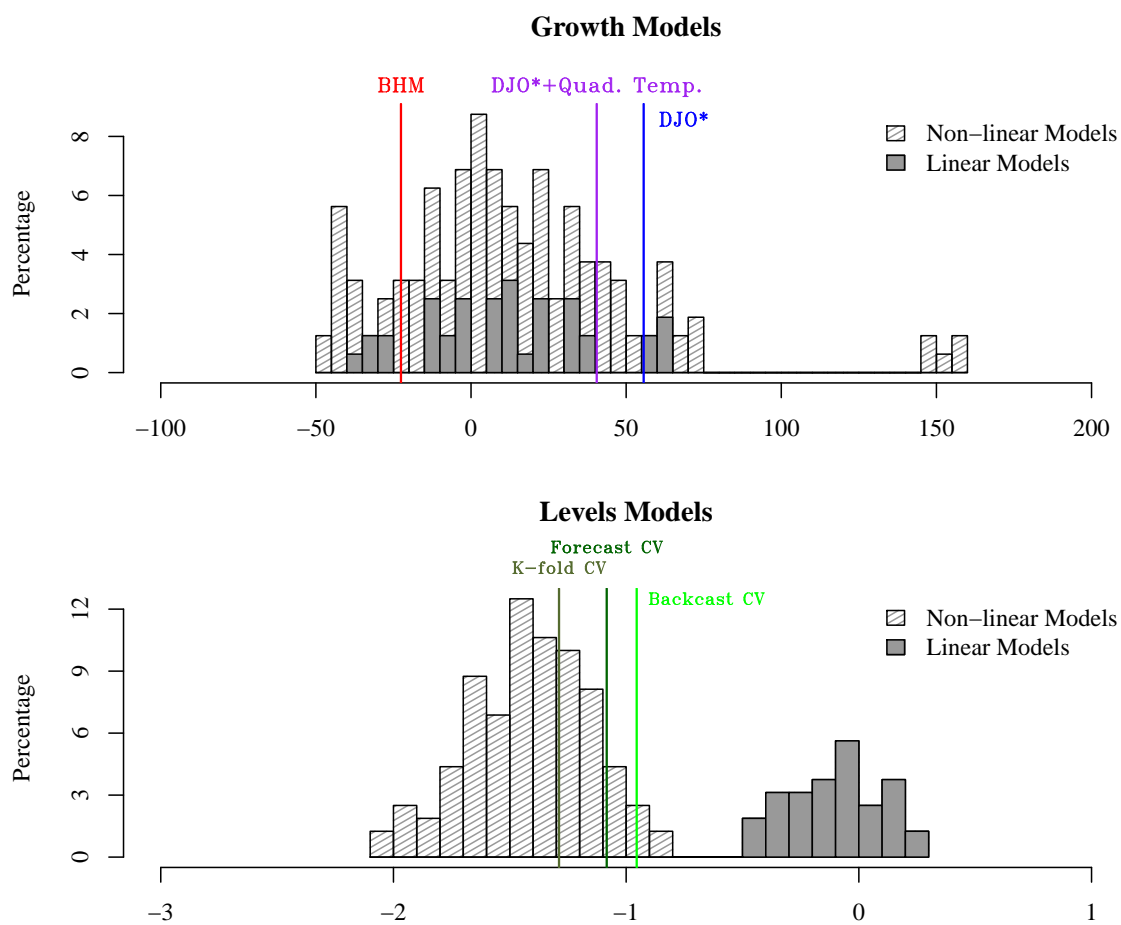 Growth Models
BHM
DJO*+Quad. Temp.
DJO*
Non−linear Models
Linear Models
Percentage
0
2
4
6
8
−100
−50
0
50
100
150
200
Levels Models
Forecast CV
K−fold CV
Backcast CV
Non−linear Models
Linear Models
Percentage
0
3
6
9
12
−3
−2
−1
0
1